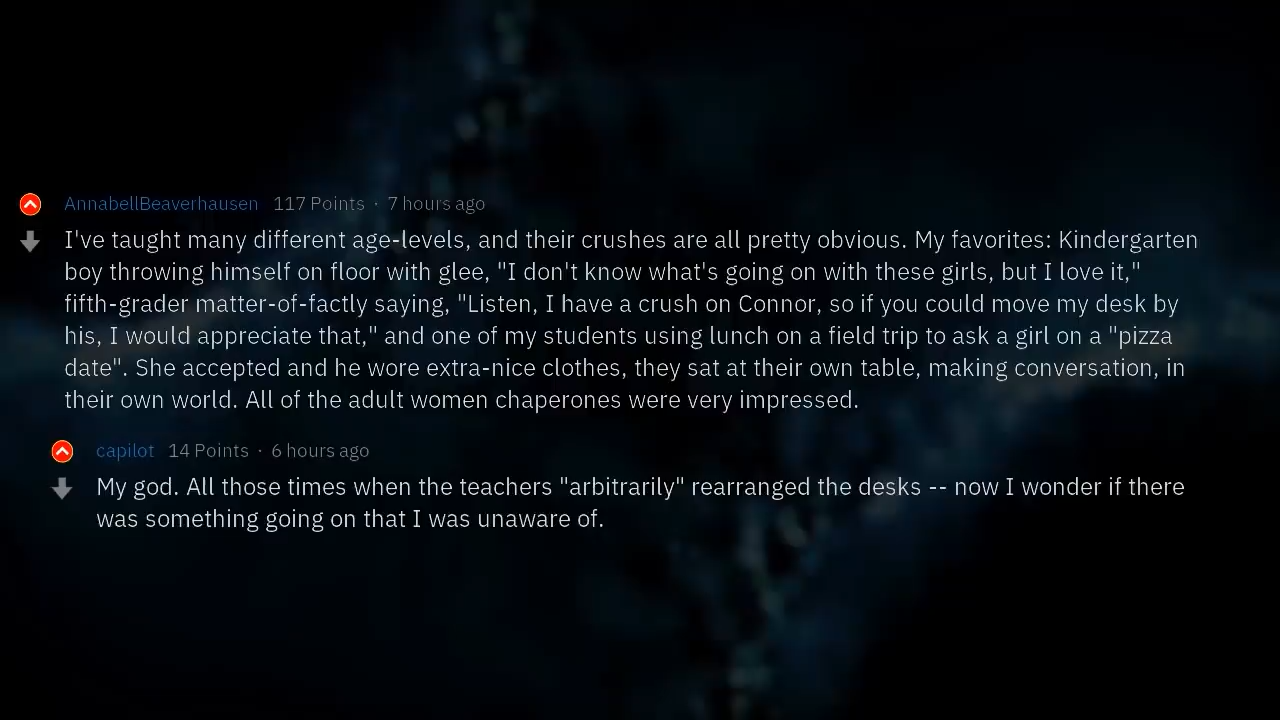 AnnabellBeaverhausen 117 Points · 7 hours ago
I've taught many different age-levels, and their crushes are all pretty obvious. My favorites: Kindergarten
boy throwing himself on floor with glee, "I don't know what's going on with these girls, but I love it,"
fifth-grader matter-of-factly saying, "Listen, I have a crush on Connor, so if you could move my desk by
his, I would appreciate that," and one of my students using lunch on a field trip to ask a girl on a "pizza
date". She accepted and he wore extra-nice clothes, they sat at their own table, making conversation, in
their own world. All of the adult women chaperones were very impressed.
capilot 14 Points · 6 hours ago
My god. All those times when the teachers "arbitrarily" rearranged the desks -- now I wonder if there
was something going on that I was unaware of.